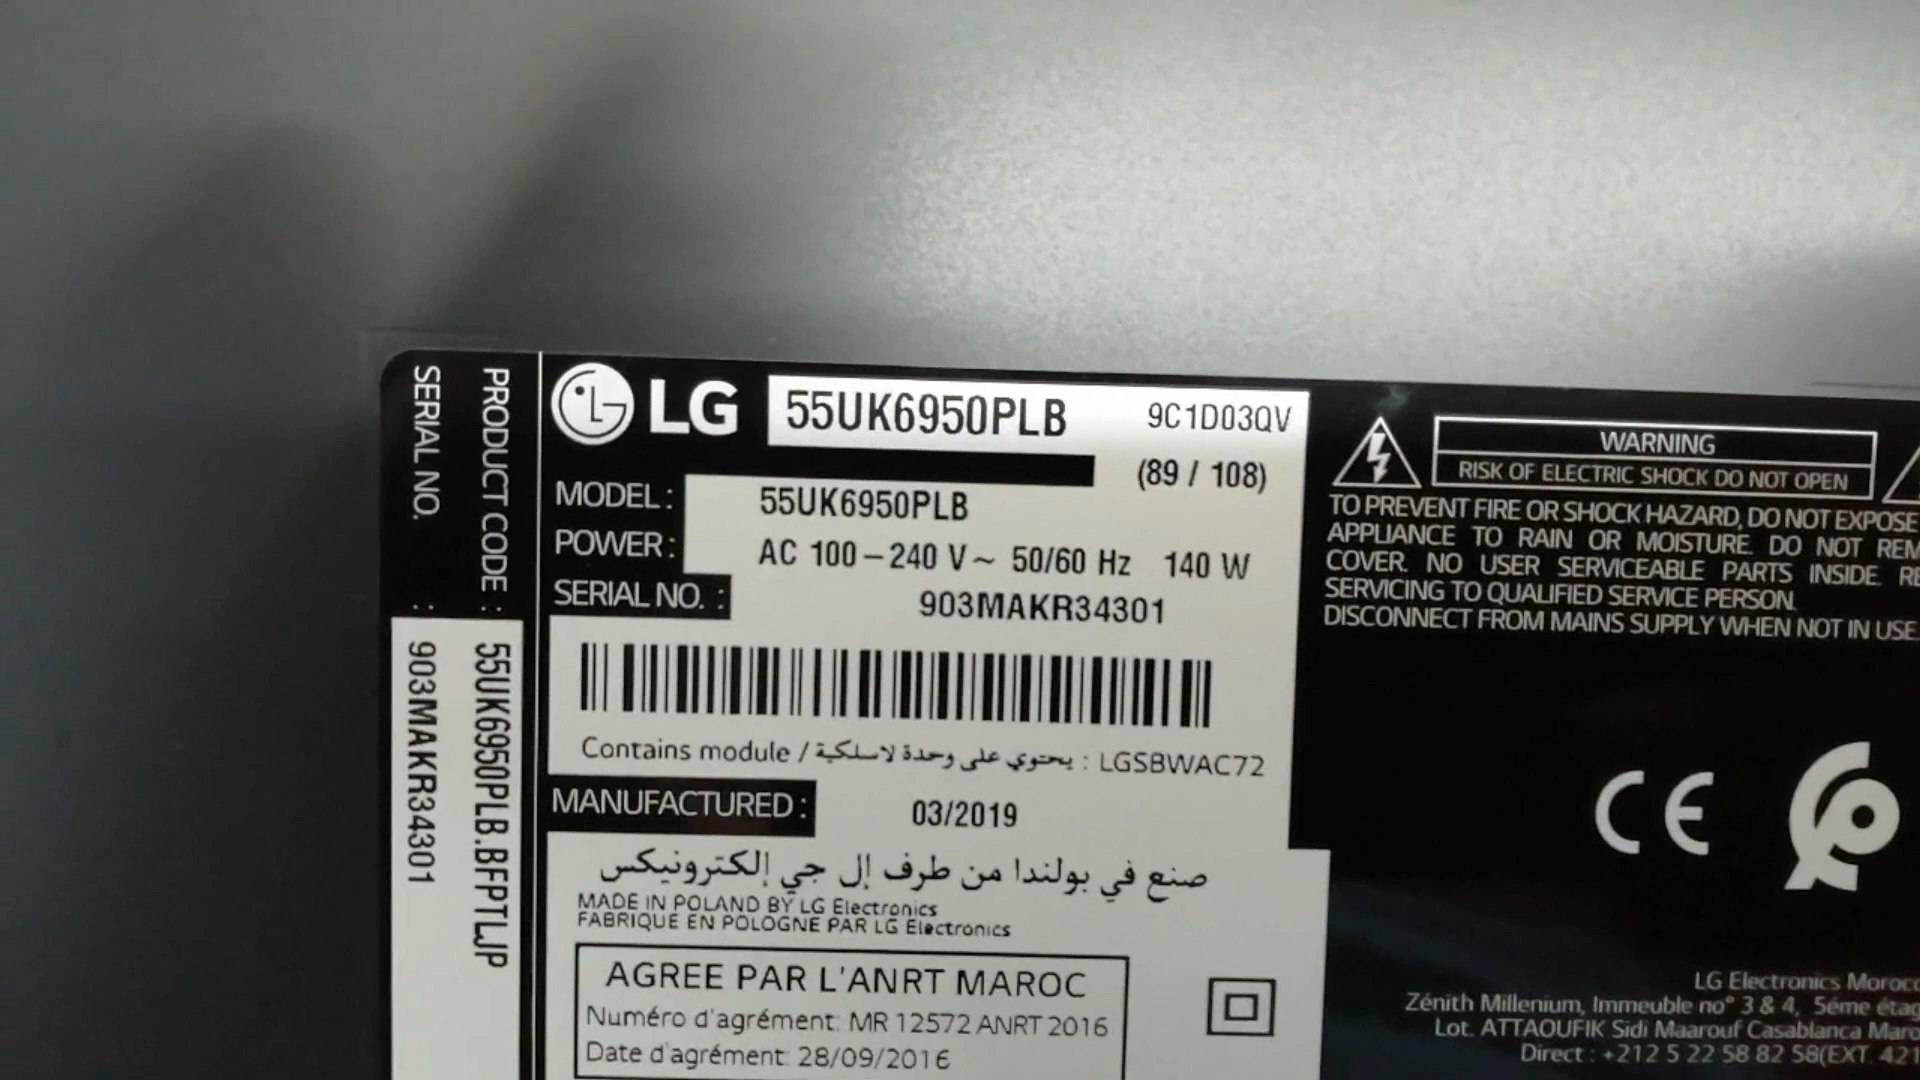 SERIAL NO. : 903MAKR34301
PRODUCT CODE : 55UK6950PLB.BFPTLJP
LG 55UK6950PLB 9C1D03QV
(89 / 108)
MODEL : 55UK6950PLB
POWER : AC 100 – 240 V ~ 50/60 Hz 140 W
SERIAL NO. : 903MAKR34301
Contains module / يحتوي على وحدة لاسلكية : LGSBWAC72
MANUFACTURED : 03/2019
صنع في بولندا من طرف إل جي إلكترونيكس
MADE IN POLAND BY LG Electronics
FABRIQUE EN POLOGNE PAR LG Electronics
AGREE PAR L'ANRT MAROC
Numéro d'agrément: MR 12572 ANRT 2016
Date d'agrément: 28/09/2016
WARNING
RISK OF ELECTRIC SHOCK DO NOT OPEN
TO PREVENT FIRE OR SHOCK HAZARD, DO NOT EXPOSE
APPLIANCE TO RAIN OR MOISTURE. DO NOT REM
COVER. NO USER SERVICEABLE PARTS INSIDE. RE
SERVICING TO QUALIFIED SERVICE PERSON.
DISCONNECT FROM MAINS SUPPLY WHEN NOT IN USE.
CE
LG Electronics Morocc
Zénith Millenium, Immeuble no° 3 & 4, 5éme étag
Lot. ATTAOUFIK Sidi Maarouf Casablanca Maro
Direct : +212 5 22 58 82 58(EXT. 421